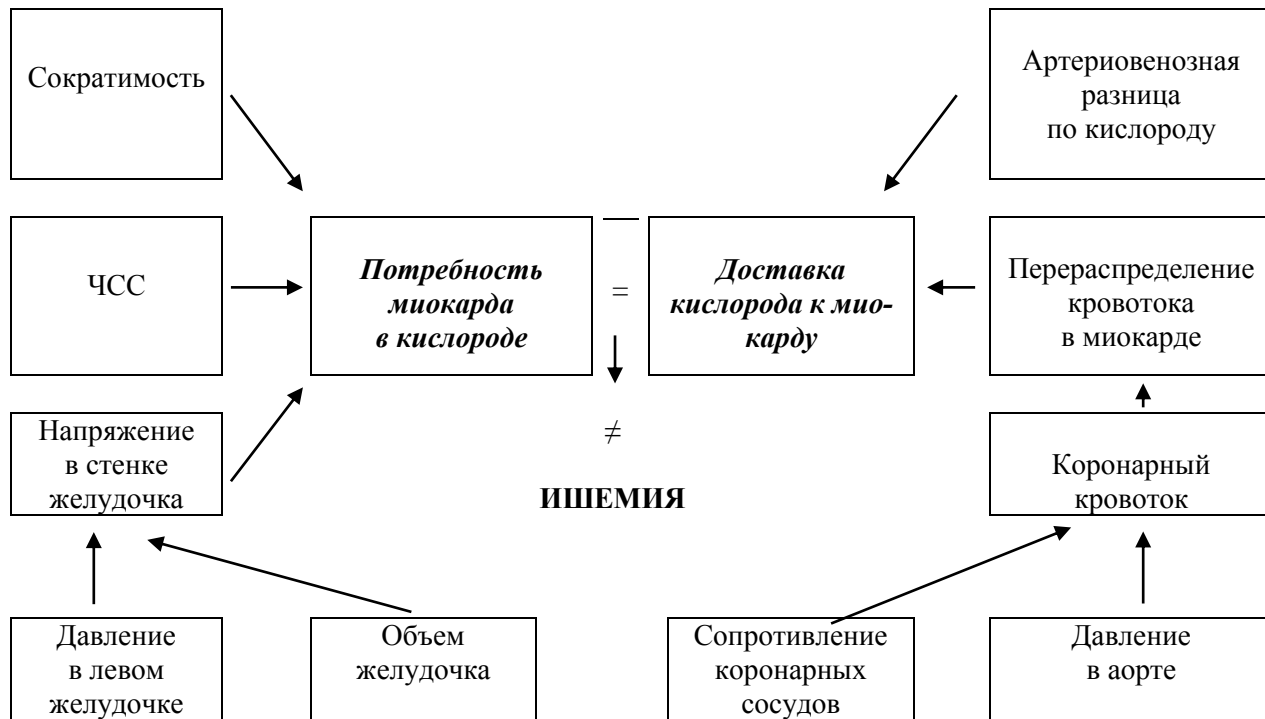 Сократимость
Артериовенозная
разница
по кислороду
ЧСС
Потребность
миокарда
в кислороде
=
Доставка
кислорода к мио-
карду
Перераспределение
кровотока
в миокарде
Напряжение
в стенке
желудочка
≠
ИШЕМИЯ
Коронарный
кровоток
Давление
в левом
желудочке
Объем
желудочка
Сопротивление
коронарных
сосудов
Давление
в аорте